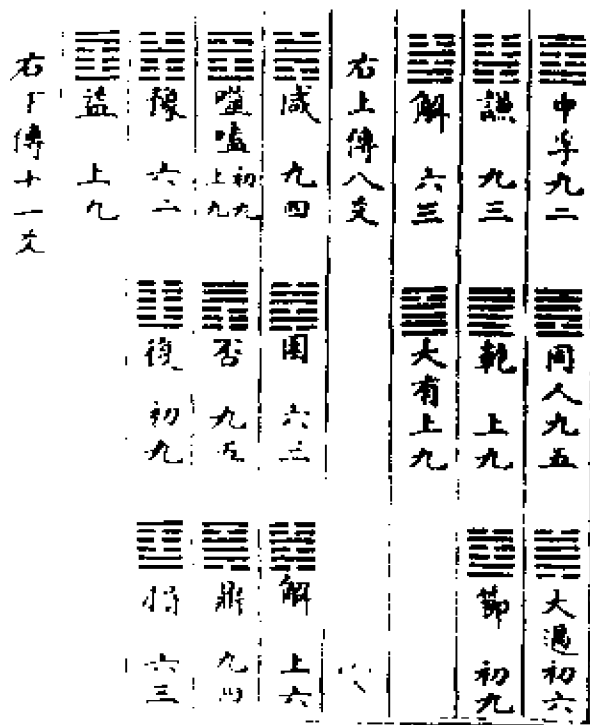 中孚九二 同人九五 大過初六
謙 九三 乾 上九 節 初九
解 六三 大有上九
右上傳八爻
咸 九四 困 六三 解 上六
噬嗑 初九 上九 否 九五 鼎 九四
豫 六二 復 初九 損 六三
益 上九
右下傳十一爻